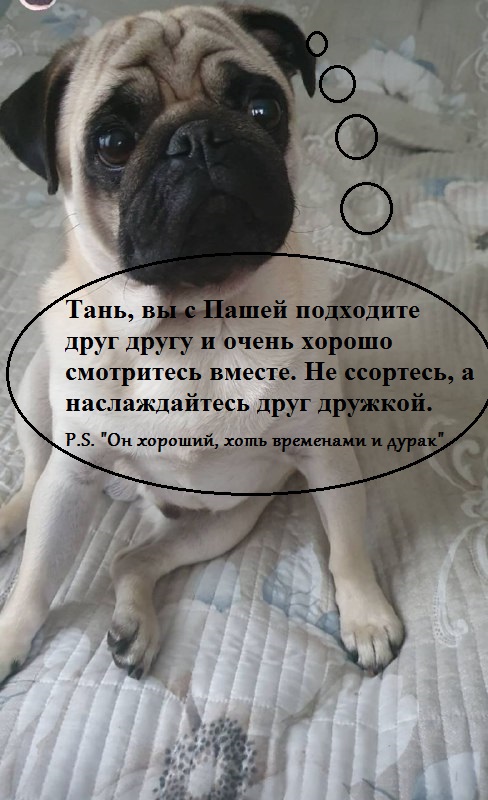 Тань, вы с Пашей подходите
друг другу и очень хорошо
смотритесь вместе. Не ссортесь, а
наслаждайтесь друг дружкой.
P.S. "Он хороший, хоть временами и дурак"